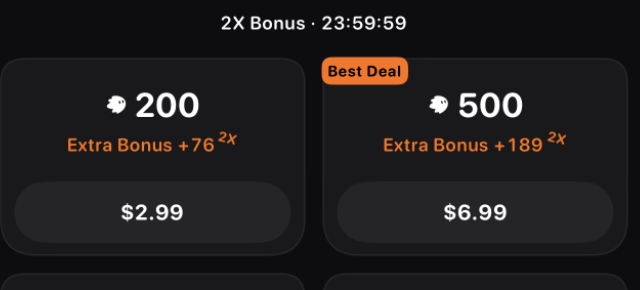 2X Bonus · 23:59:59
Best Deal
200
Extra Bonus +76 2X
$2.99
500
Extra Bonus +189 2X
$6.99